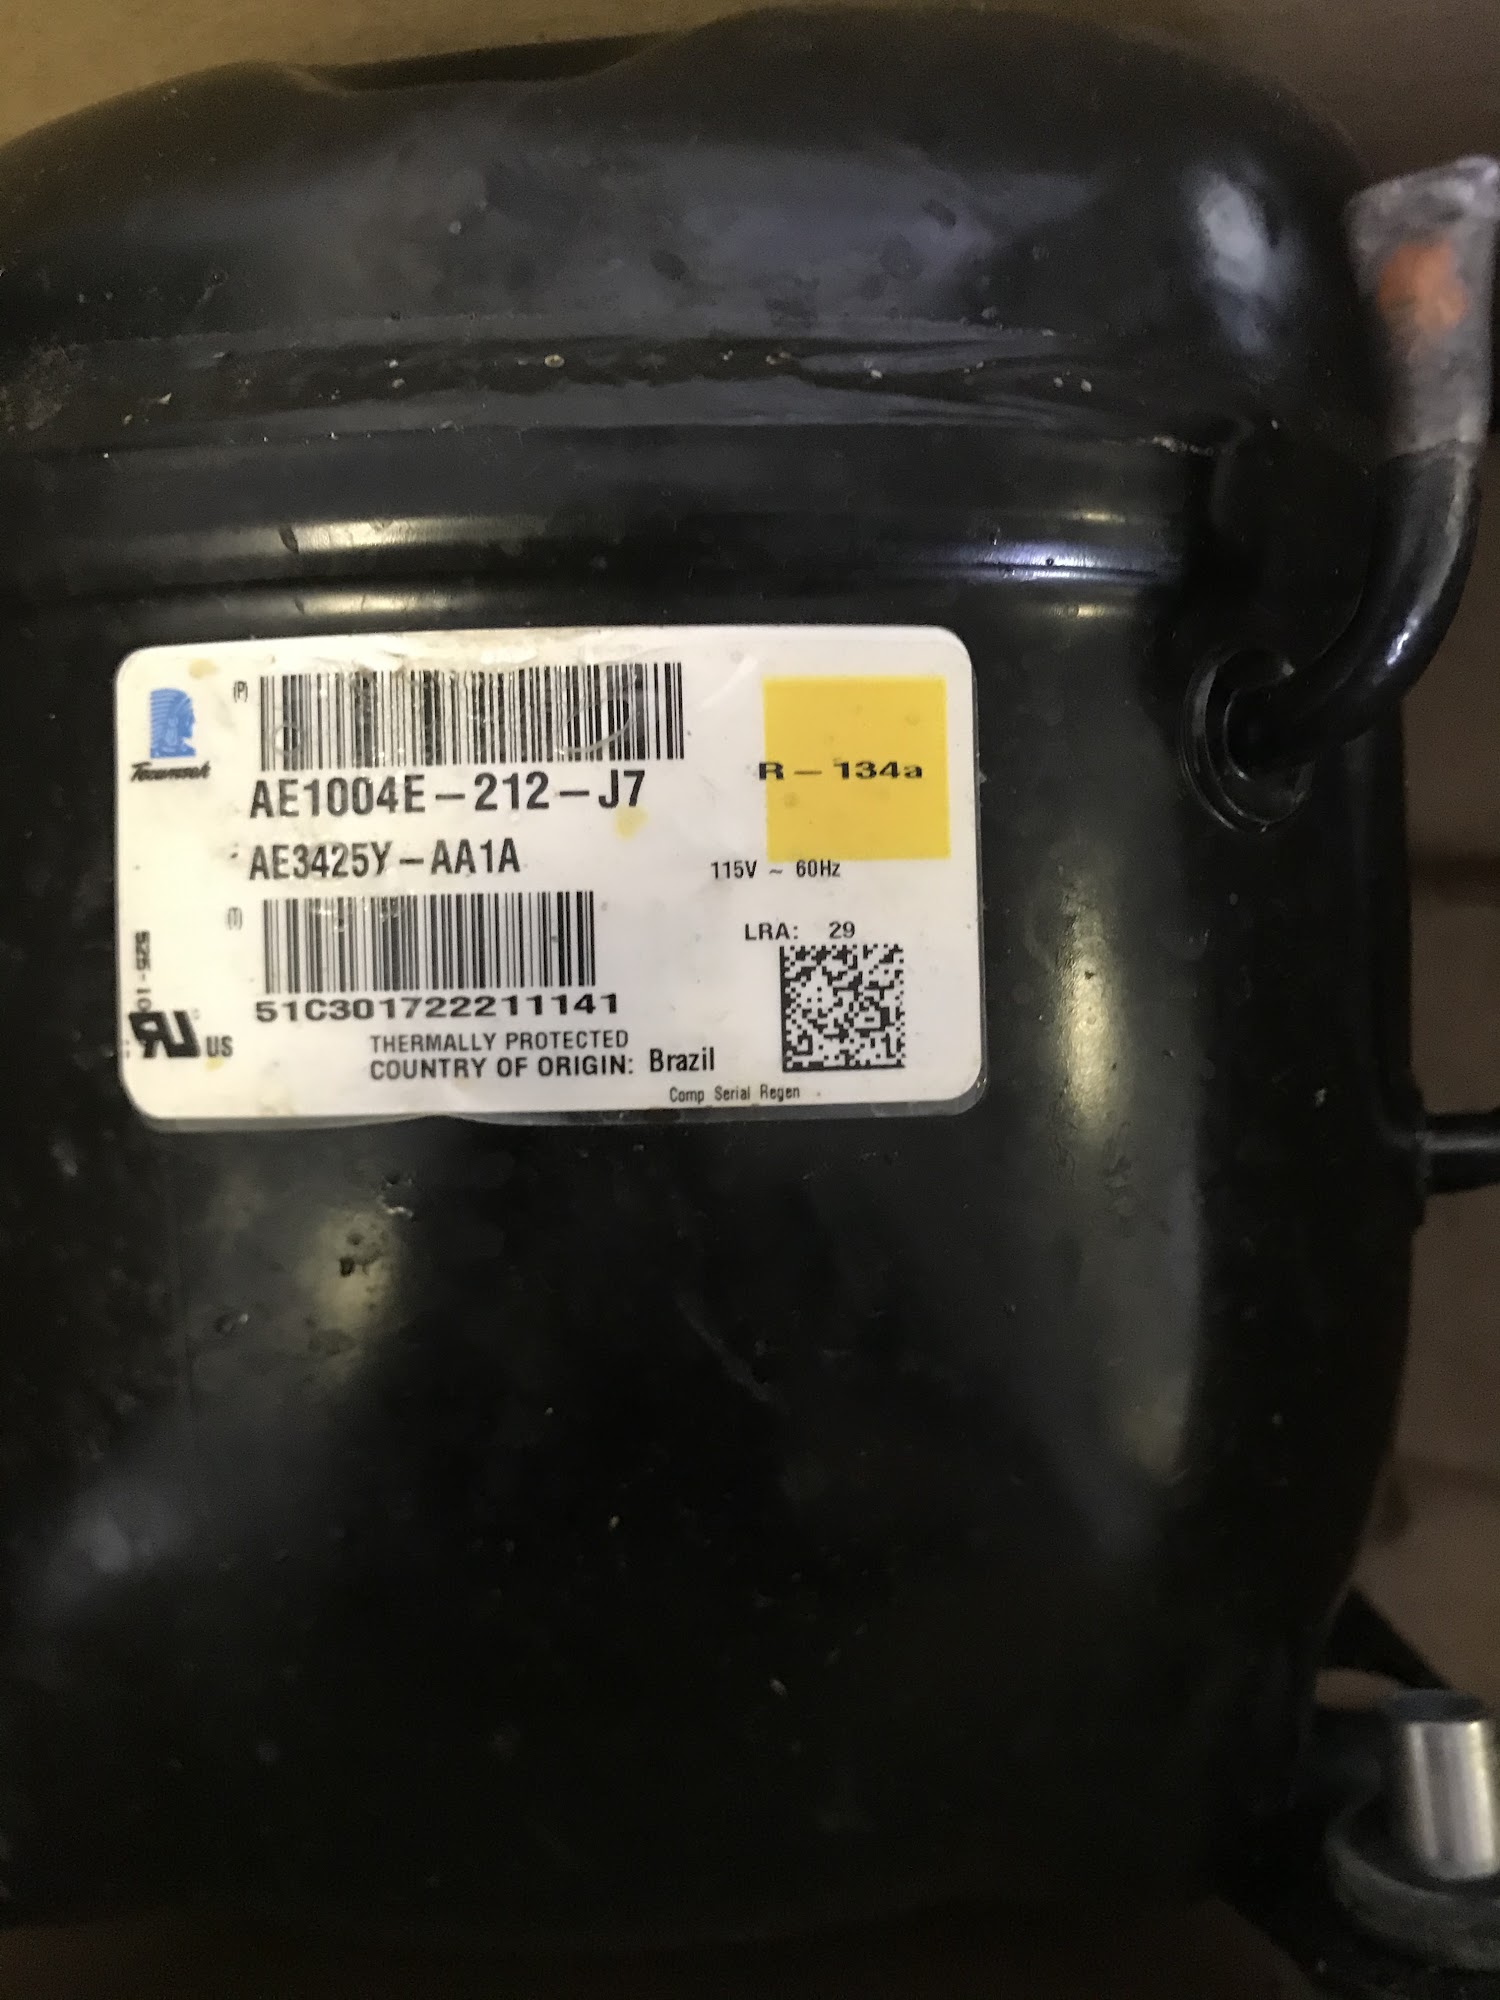 (P)
Tecumseh
AE1004E-212-J7
R-134a
AE3425Y-AA1A
115V ~ 60Hz
(T)
LRA: 29
51C301722211141
US
THERMALLY PROTECTED
COUNTRY OF ORIGIN: Brazil
Comp Serial Regen